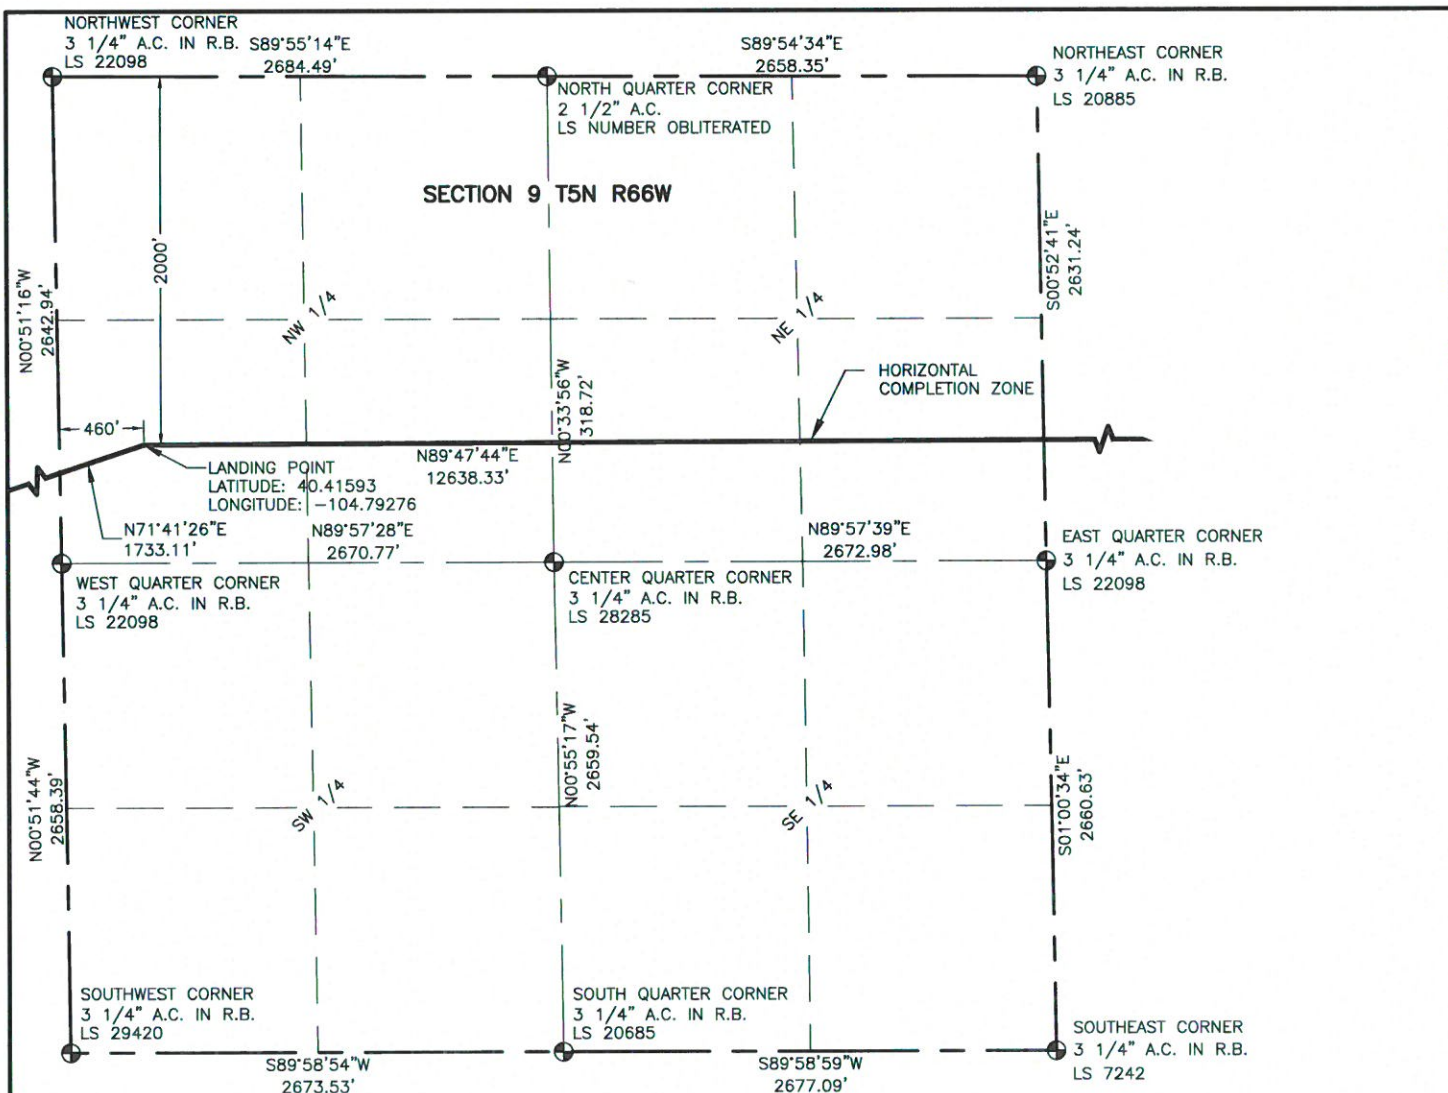 NORTHWEST CORNER
3 1/4" A.C. IN R.B.
LS 22098
S89°55'14"E
2684.49'
S89°54'34"E
2658.35'
NORTHEAST CORNER
3 1/4" A.C. IN R.B.
LS 20885
NORTH QUARTER CORNER
2 1/2" A.C.
LS NUMBER OBLITERATED
SECTION 9 T5N R66W
2000'
N00°51'16"W
2642.94'
S00°52'41"E
2631.24'
NW 1/4
NE 1/4
N00°33'56"W
1318.72'
HORIZONTAL
COMPLETION ZONE
460'
N89°47'44"E
12638.33'
LANDING POINT
LATITUDE: 40.41593
LONGITUDE: -104.79276
N71°41'26"E
1733.11'
N89°57'28"E
2670.77'
N89°57'39"E
2672.98'
EAST QUARTER CORNER
3 1/4" A.C. IN R.B.
LS 22098
WEST QUARTER CORNER
3 1/4" A.C. IN R.B.
LS 22098
CENTER QUARTER CORNER
3 1/4" A.C. IN R.B.
LS 28285
N00°51'44"W
2658.39'
N00°55'17"W
2659.54'
S01°00'34"E
2660.63'
SW 1/4
SE 1/4
SOUTHWEST CORNER
3 1/4" A.C. IN R.B.
LS 29420
SOUTH QUARTER CORNER
3 1/4" A.C. IN R.B.
LS 20685
SOUTHEAST CORNER
3 1/4" A.C. IN R.B.
LS 7242
S89°58'54"W
2673.53'
S89°58'59"W
2677.09'